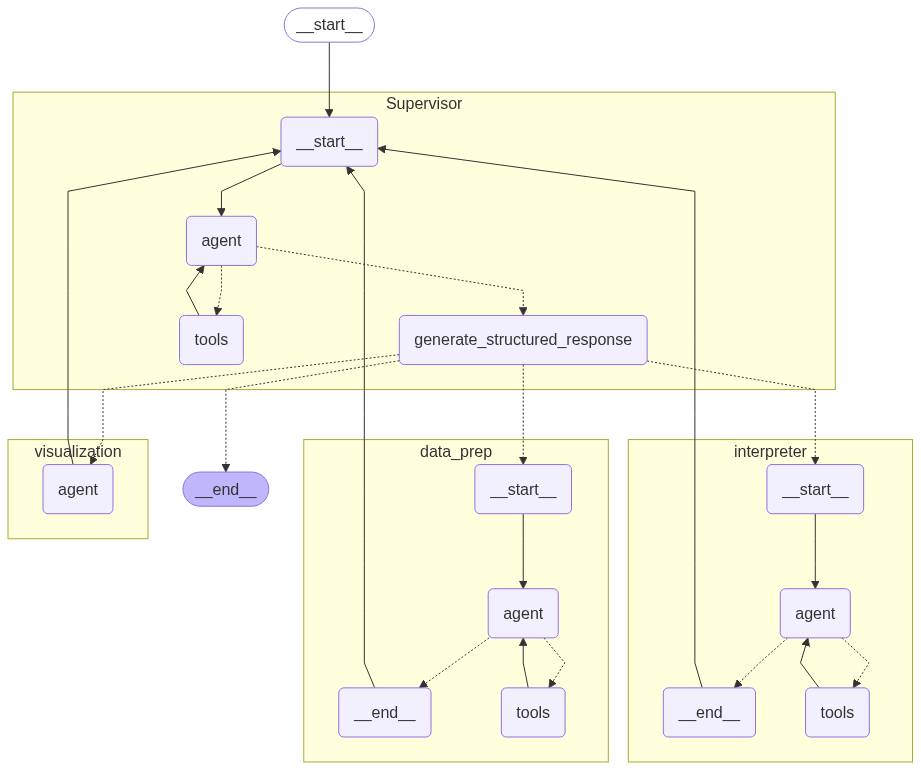 __start__
Supervisor
__start__
agent
tools
generate_structured_response
visualization
agent
__end__
data_prep
__start__
agent
__end__
tools
interpreter
__start__
agent
__end__
tools